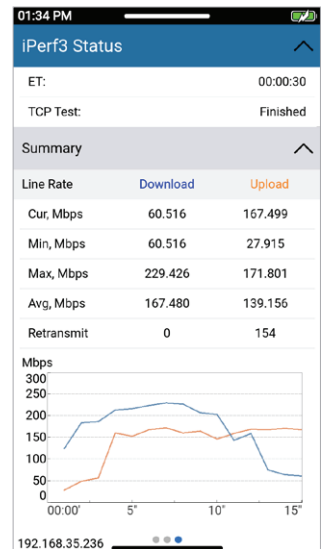 01:34 PM
iPerf3 Status
ET: 00:00:30
TCP Test: Finished
Summary
Line Rate Download Upload
Cur, Mbps 60.516 167.499
Min, Mbps 60.516 27.915
Max, Mbps 229.426 171.801
Avg, Mbps 167.480 139.156
Retransmit 0 154
Mbps
300
250
200
150
100
50
0
00:00" 5" 10" 15"
192.168.35.236